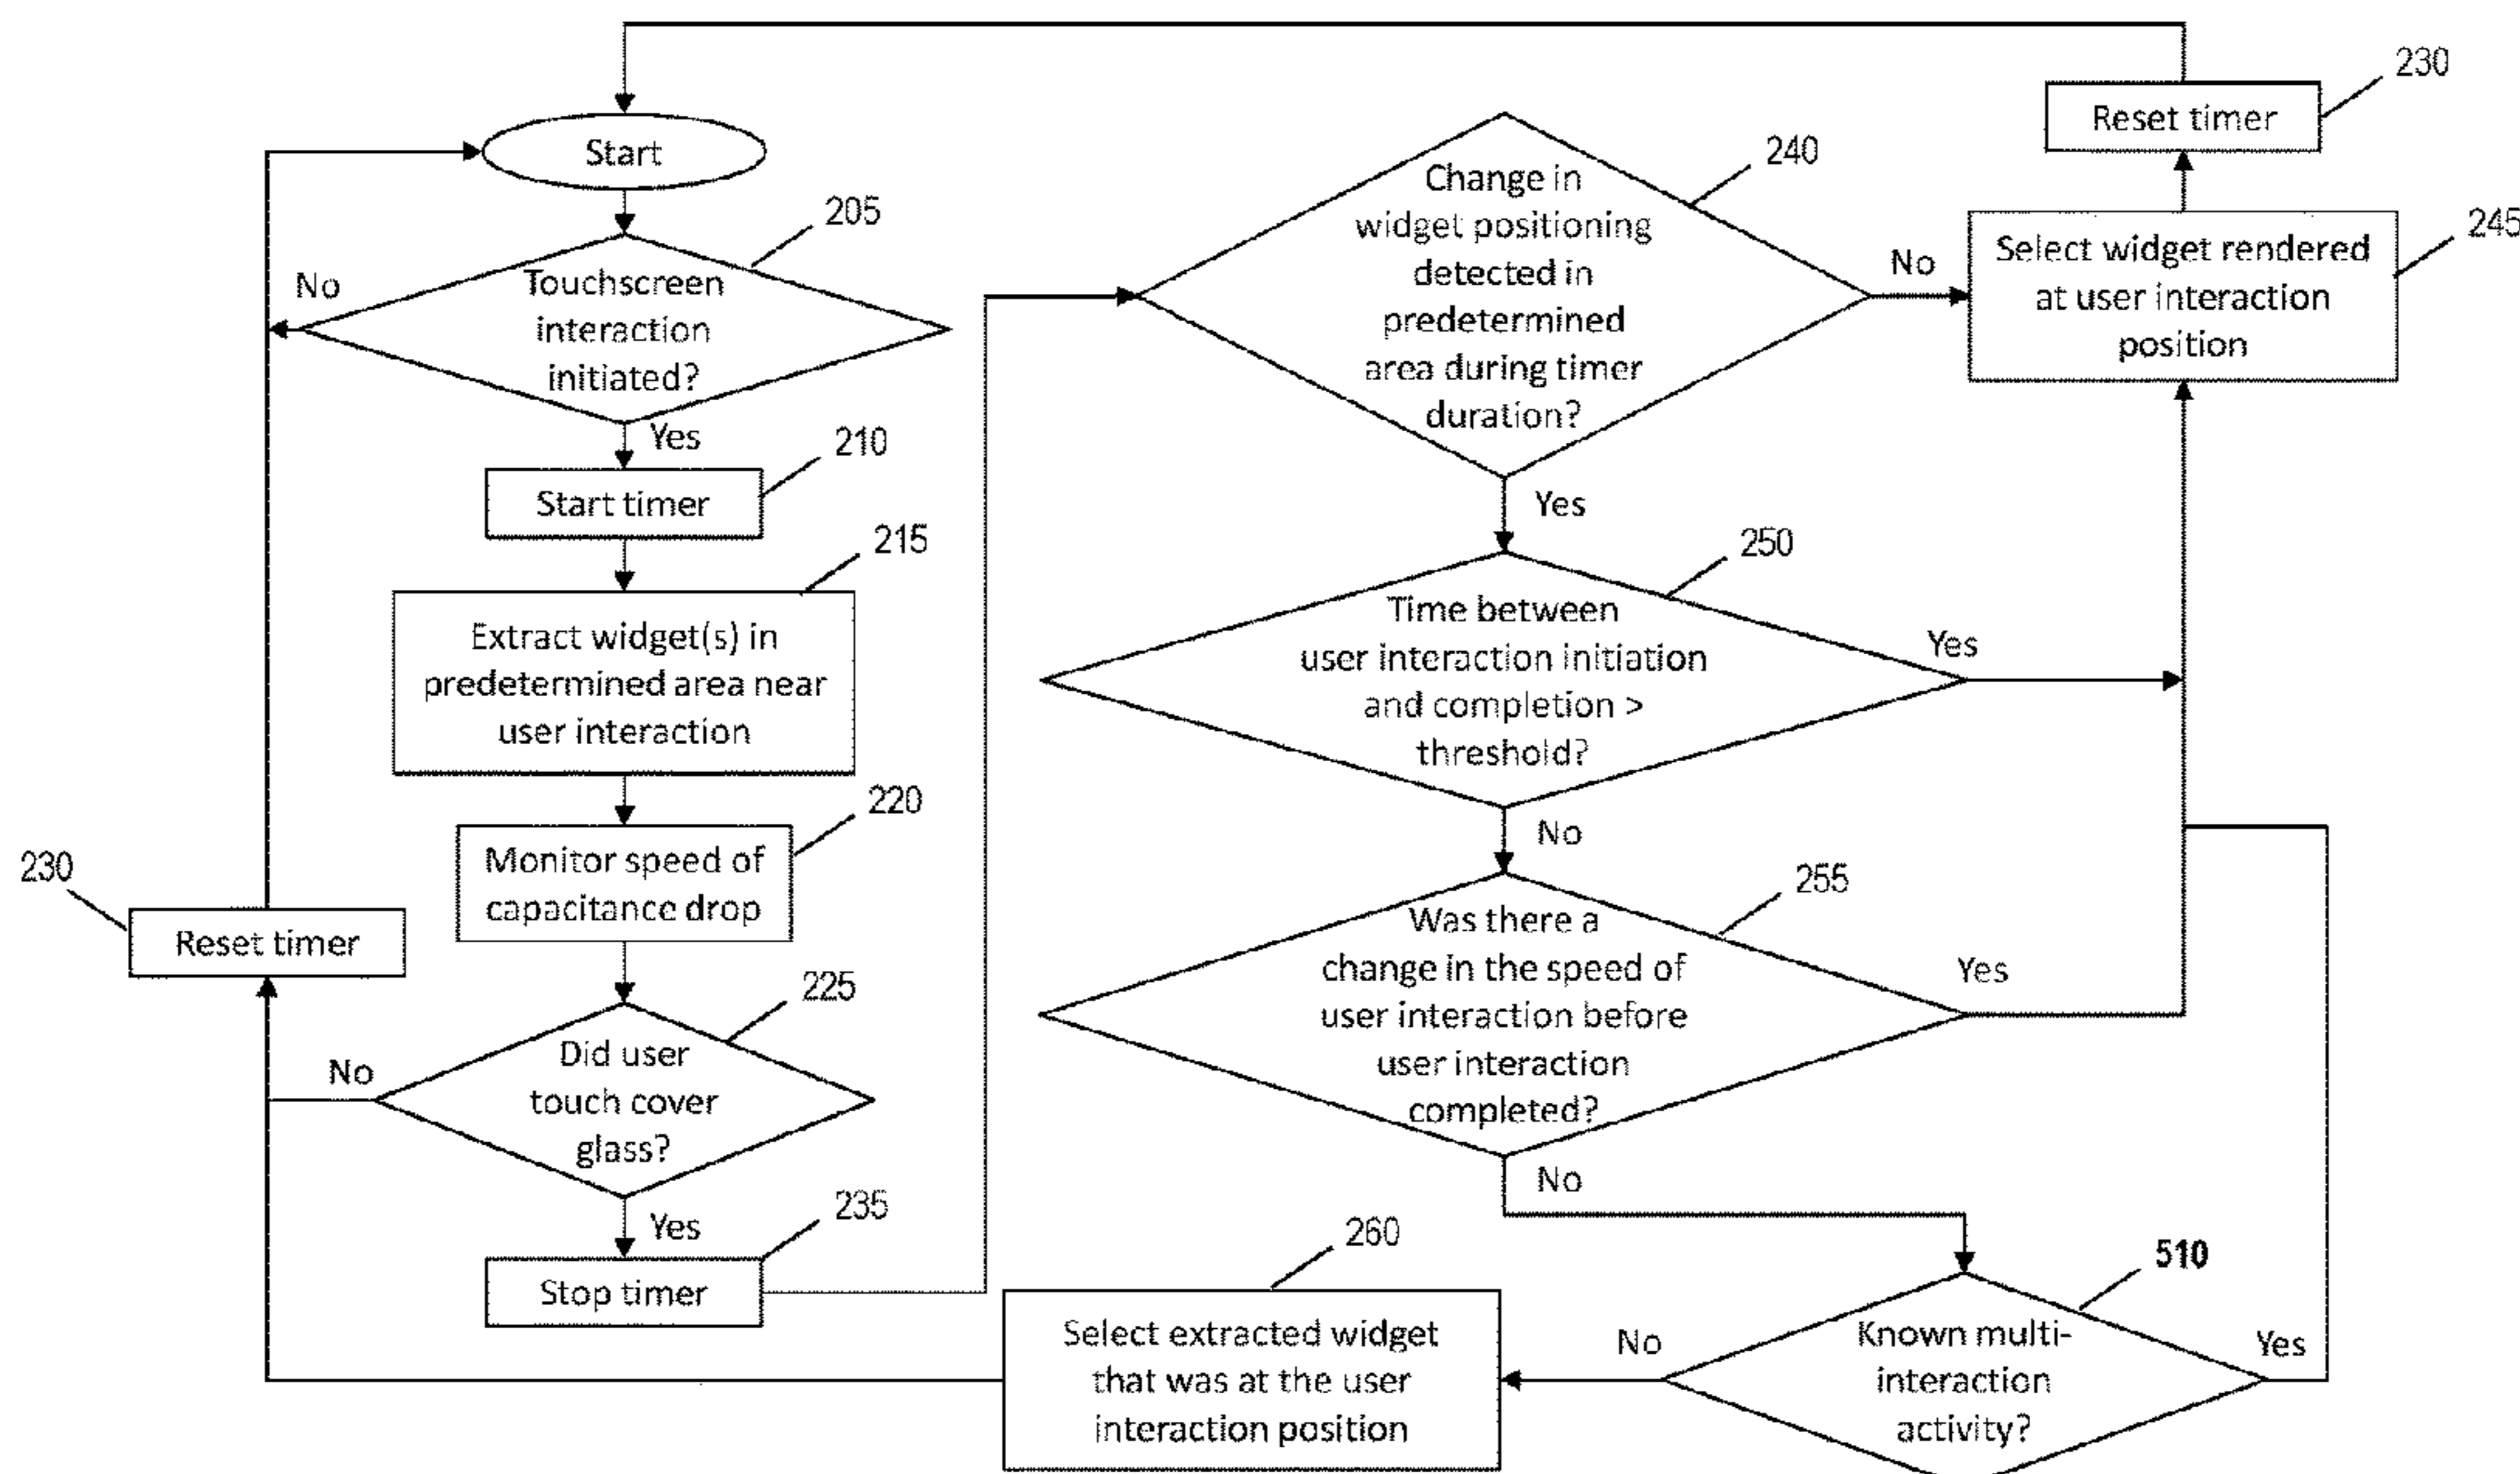 Start
205
Touchscreen
interaction
initiated?
No
Yes
210
Start timer
215
Extract widget(s) in
predetermined area near
user interaction
220
Monitor speed of
capacitance drop
230
Reset timer
225
Did user
touch cover
glass?
No
Yes
235
Stop timer
240
Change in
widget positioning
detected in
predetermined
area during timer
duration?
No
Yes
230
Reset timer
245
Select widget rendered
at user interaction
position
250
Time between
user interaction initiation
and completion >
threshold?
Yes
No
255
Was there a
change in the speed of
user interaction before
user interaction
completed?
Yes
No
510
Known multi-
interaction
activity?
Yes
No
260
Select extracted widget
that was at the user
interaction position